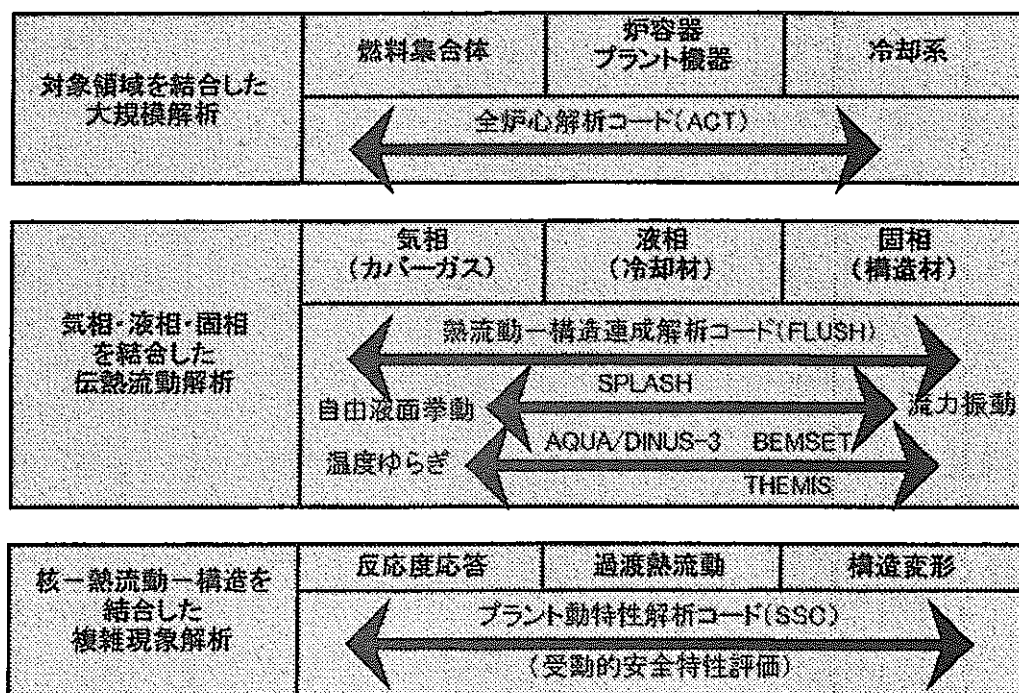 対象領域を結合した
大規模解析
燃料集合体
炉容器
プラント機器
冷却系
全炉心解析コード(ACT)
気相・液相・固相
を結合した
伝熱流動解析
気相
(カバーガス)
液相
(冷却材)
固相
(構造材)
熱流動－構造連成解析コード(FLUSH)
SPLASH
自由液面挙動
流力振動
AQUA/DINUS-3 BEMSET
温度ゆらぎ
THEMIS
核－熱流動－構造を
結合した
複雑現象解析
反応度応答
過渡熱流動
構造変形
プラント動特性解析コード(SSC)
(受動的安全特性評価)